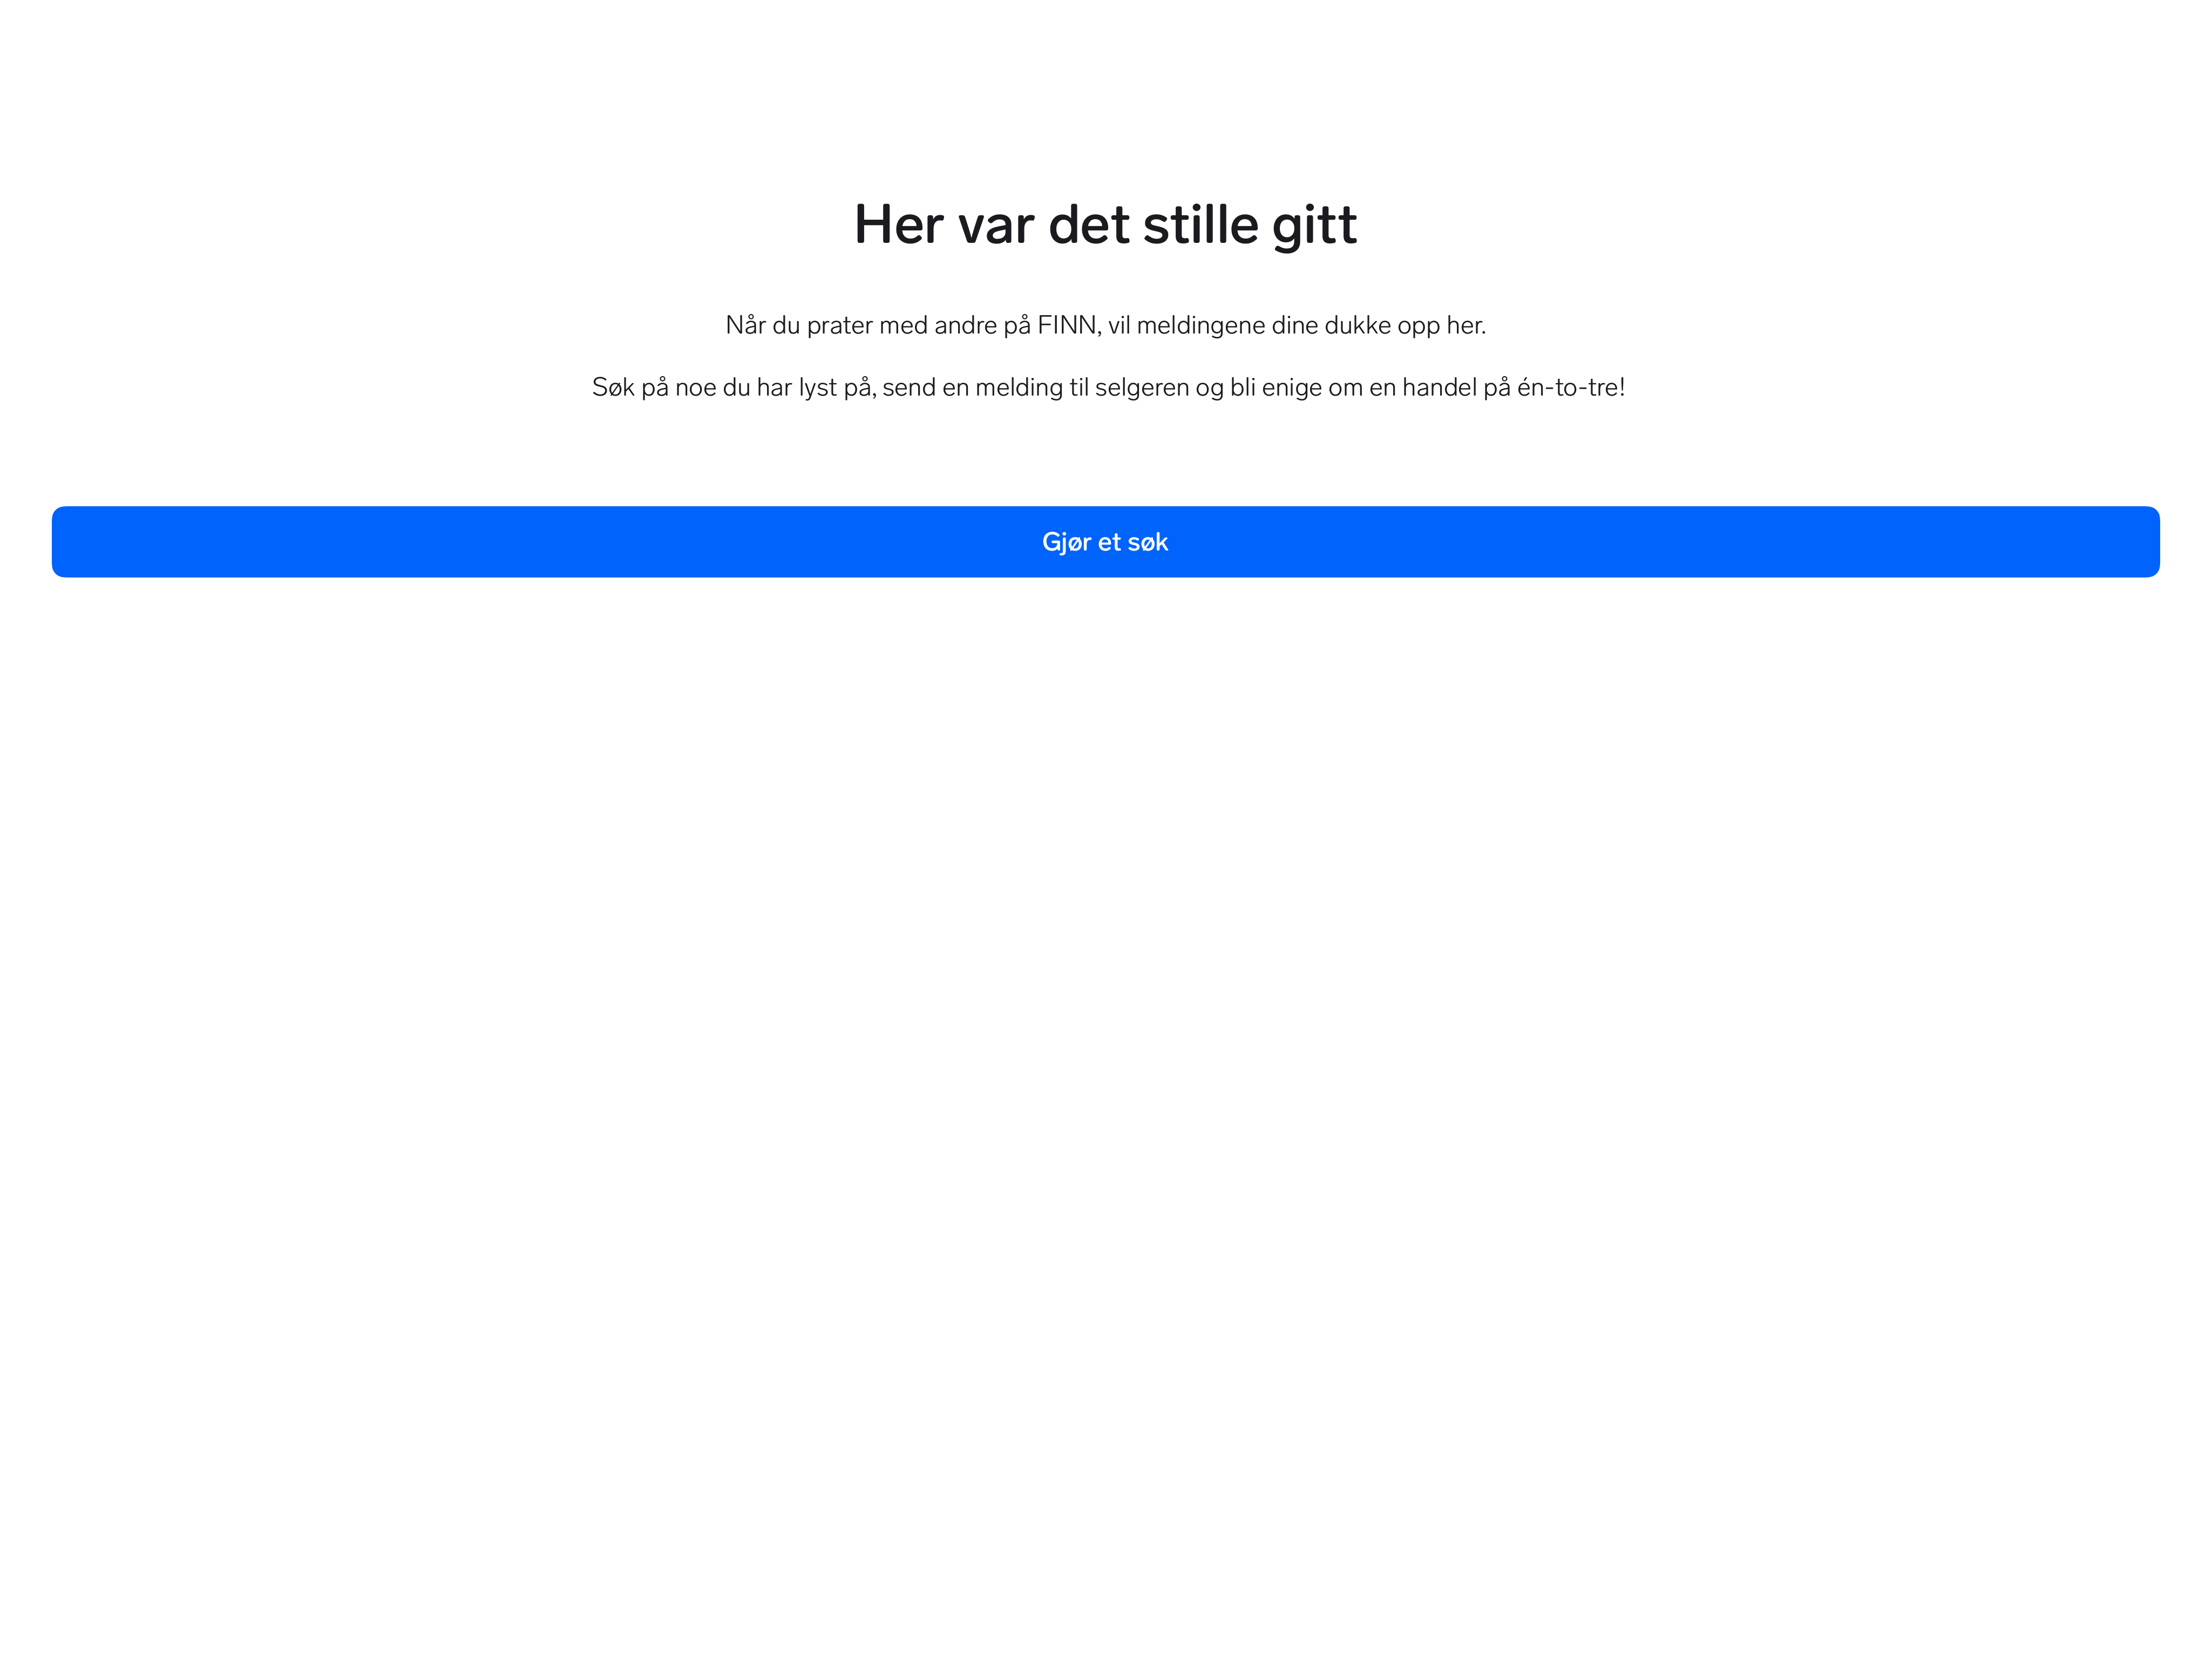 Her var det stille gitt
Når du prater med andre på FINN, vil meldingene dine dukke opp her.
Søk på noe du har lyst på, send en melding til selgeren og bli enige om en handel på én-to-tre!
Gjør et søk